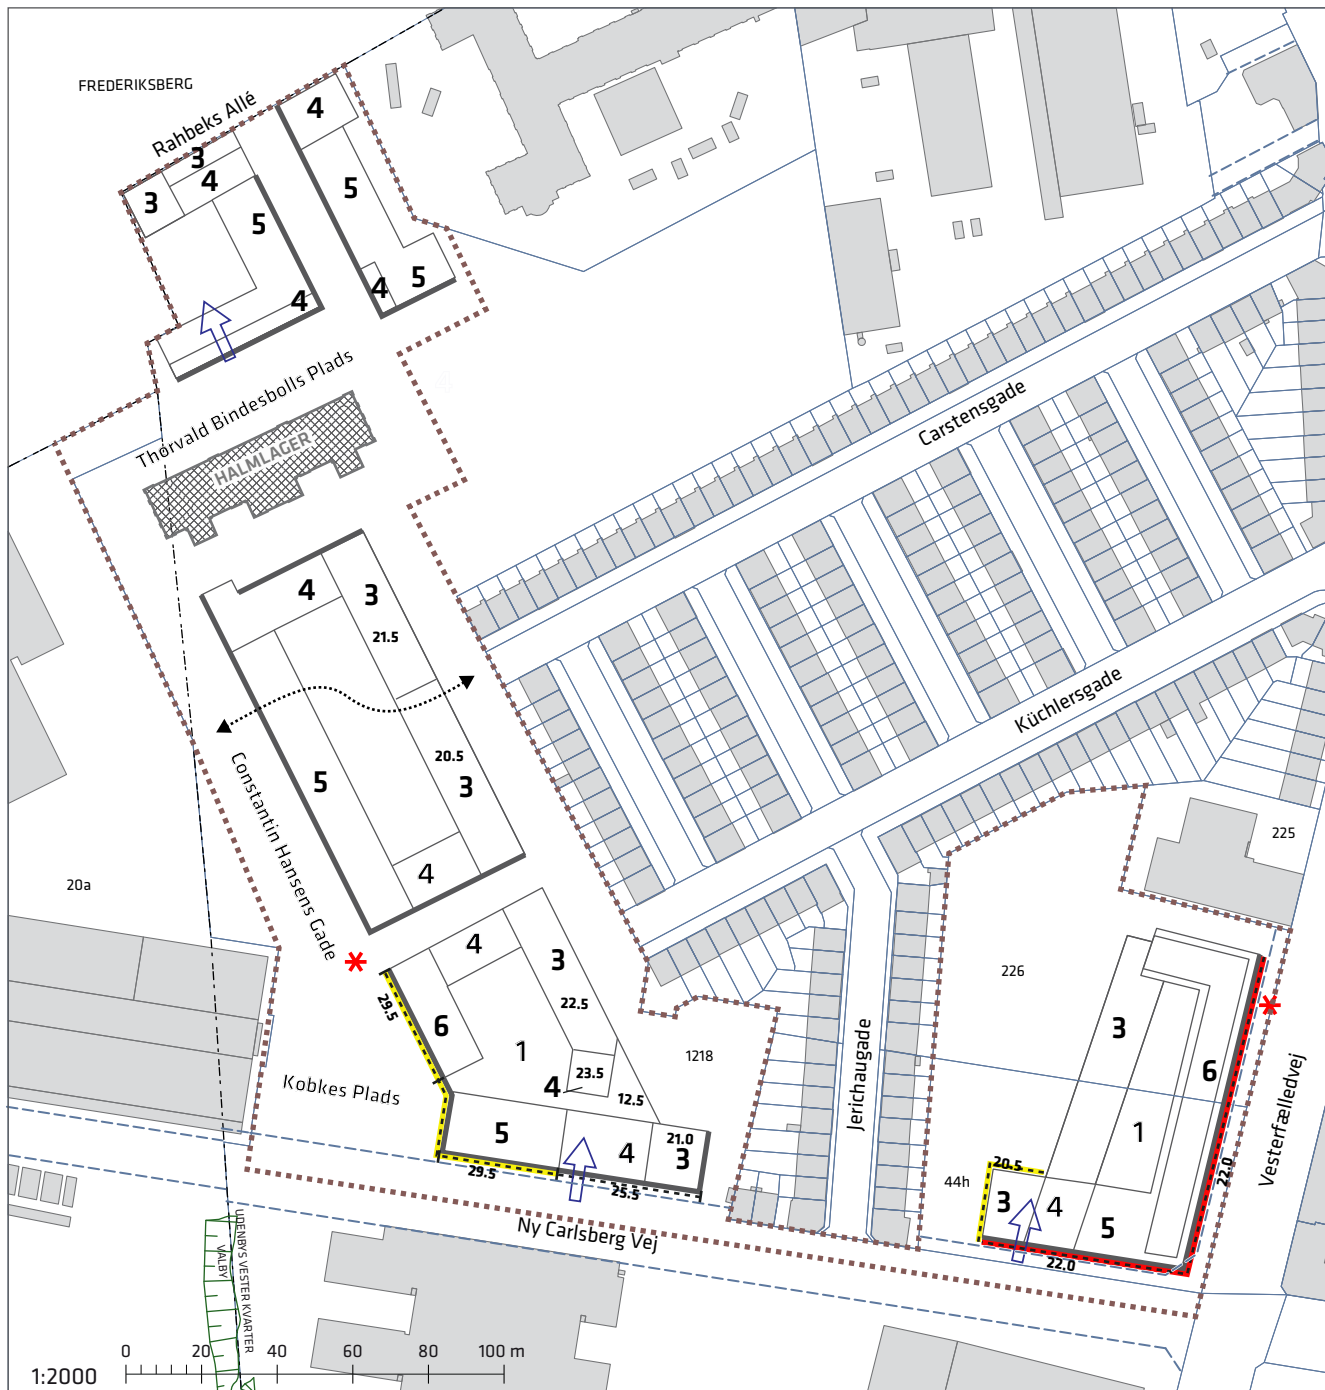 FREDERIKSBERG
Rahbeks Allé
4
3
4
3
5
5
4
4
5
Thorvald Bindesbolls Plads
HALMLAGER
Carstensgade
4
3
21.5
Küchlersgade
20.5
5
3
Constantin Hansens Gade
4
225
20a
4
3
226
29.5
22.5
6
3
1
1218
23.5
4
12.5
Kobkes Plads
Jerichaugade
6
1
Vesterfælledvej
5
4
21.0
3
20.5
22.0
29.5
25.5
44h
3
4
5
Ny Carlsberg Vej
22.0
UDENBYS VESTER KVARTER
VALBY
0 20 40 60 80 100 m
1:2000